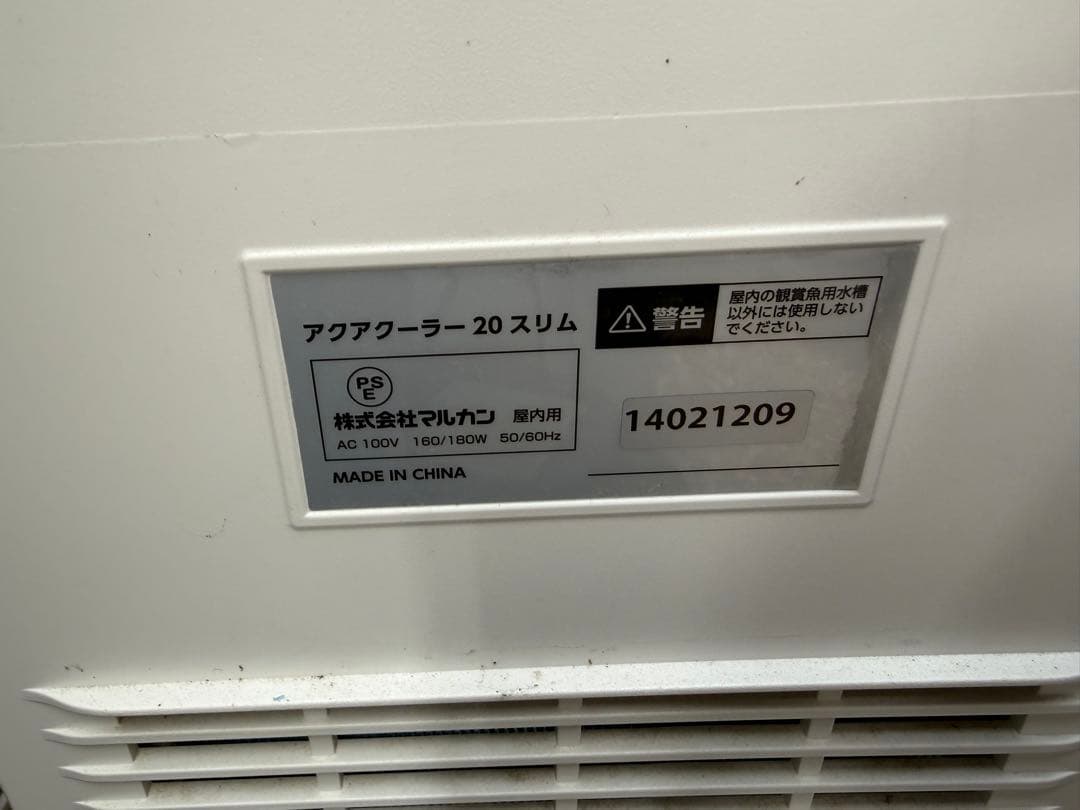 アクアクーラー 20 スリム
PS
E
株式会社マルカン 屋内用
AC 100V 160/180W 50/60Hz
MADE IN CHINA
警告
屋内の観賞魚用水槽
以外には使用しない
でください。
14021209